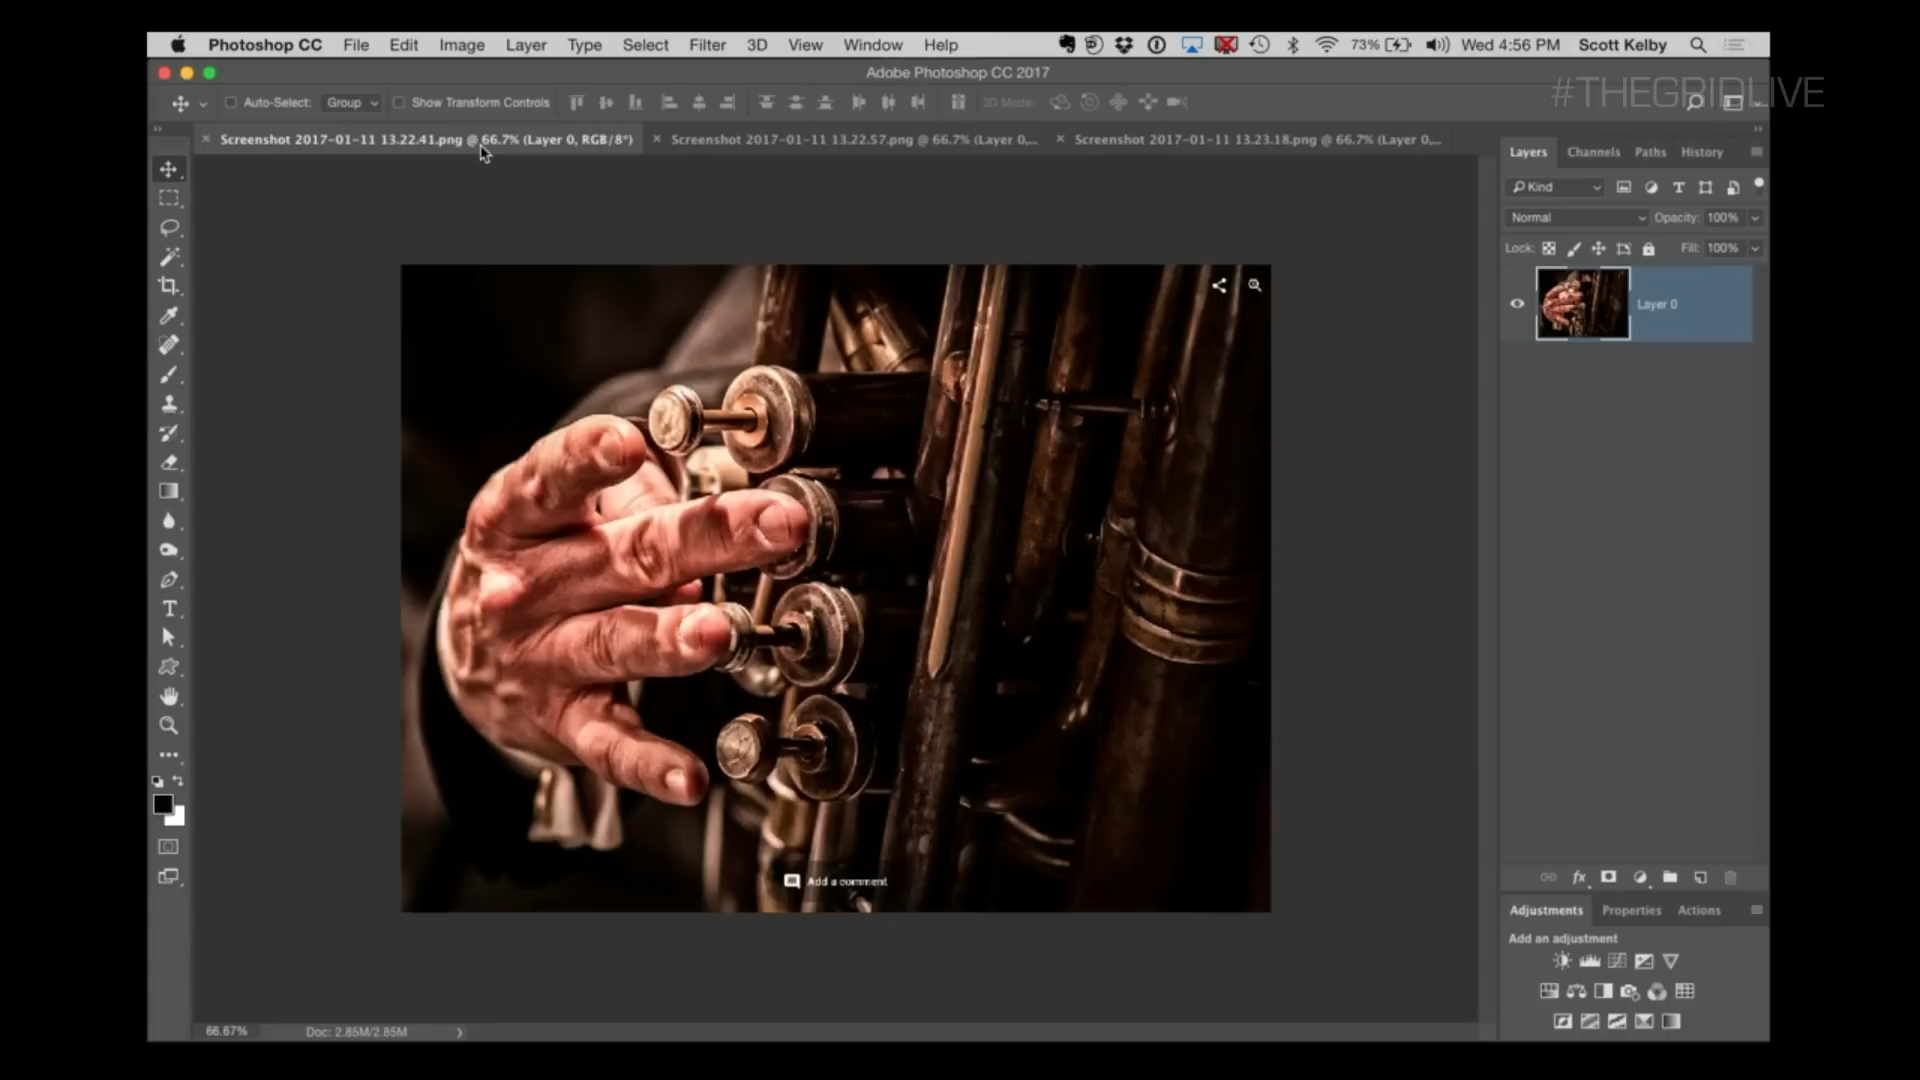 Photoshop CC File Edit Image Layer Type Select Filter 3D View Window Help 73% Wed 4:56 PM Scott Kelby
Adobe Photoshop CC 2017
#THEGRIDLIVE
Auto-Select: Group Show Transform Controls 3D Mode:
Screenshot 2017-01-11 13.22.41.png @ 66.7% (Layer 0, RGB/8*) Screenshot 2017-01-11 13.22.57.png @ 66.7% (Layer 0,... Screenshot 2017-01-11 13.23.18.png @ 66.7% (Layer 0,...
Layers Channels Paths History
Kind
Normal Opacity: 100%
Lock: Fill: 100%
Layer 0
Add a comment
fx
Adjustments Properties Actions
Add an adjustment
66.67% Doc: 2.85M/2.85M